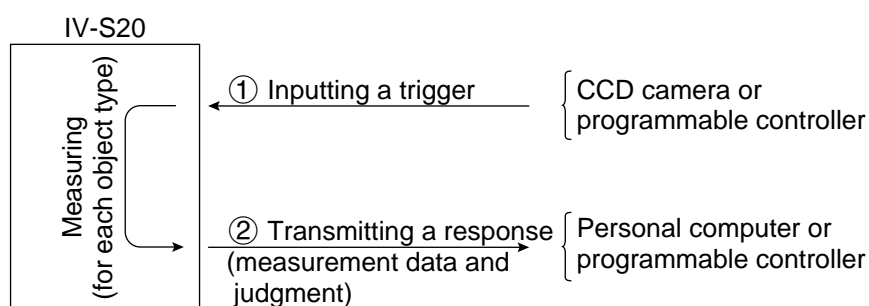 IV-S20
Measuring
(for each object type)
① Inputting a trigger
CCD camera or
programmable controller
② Transmitting a response
(measurement data and
judgment)
Personal computer or
programmable controller